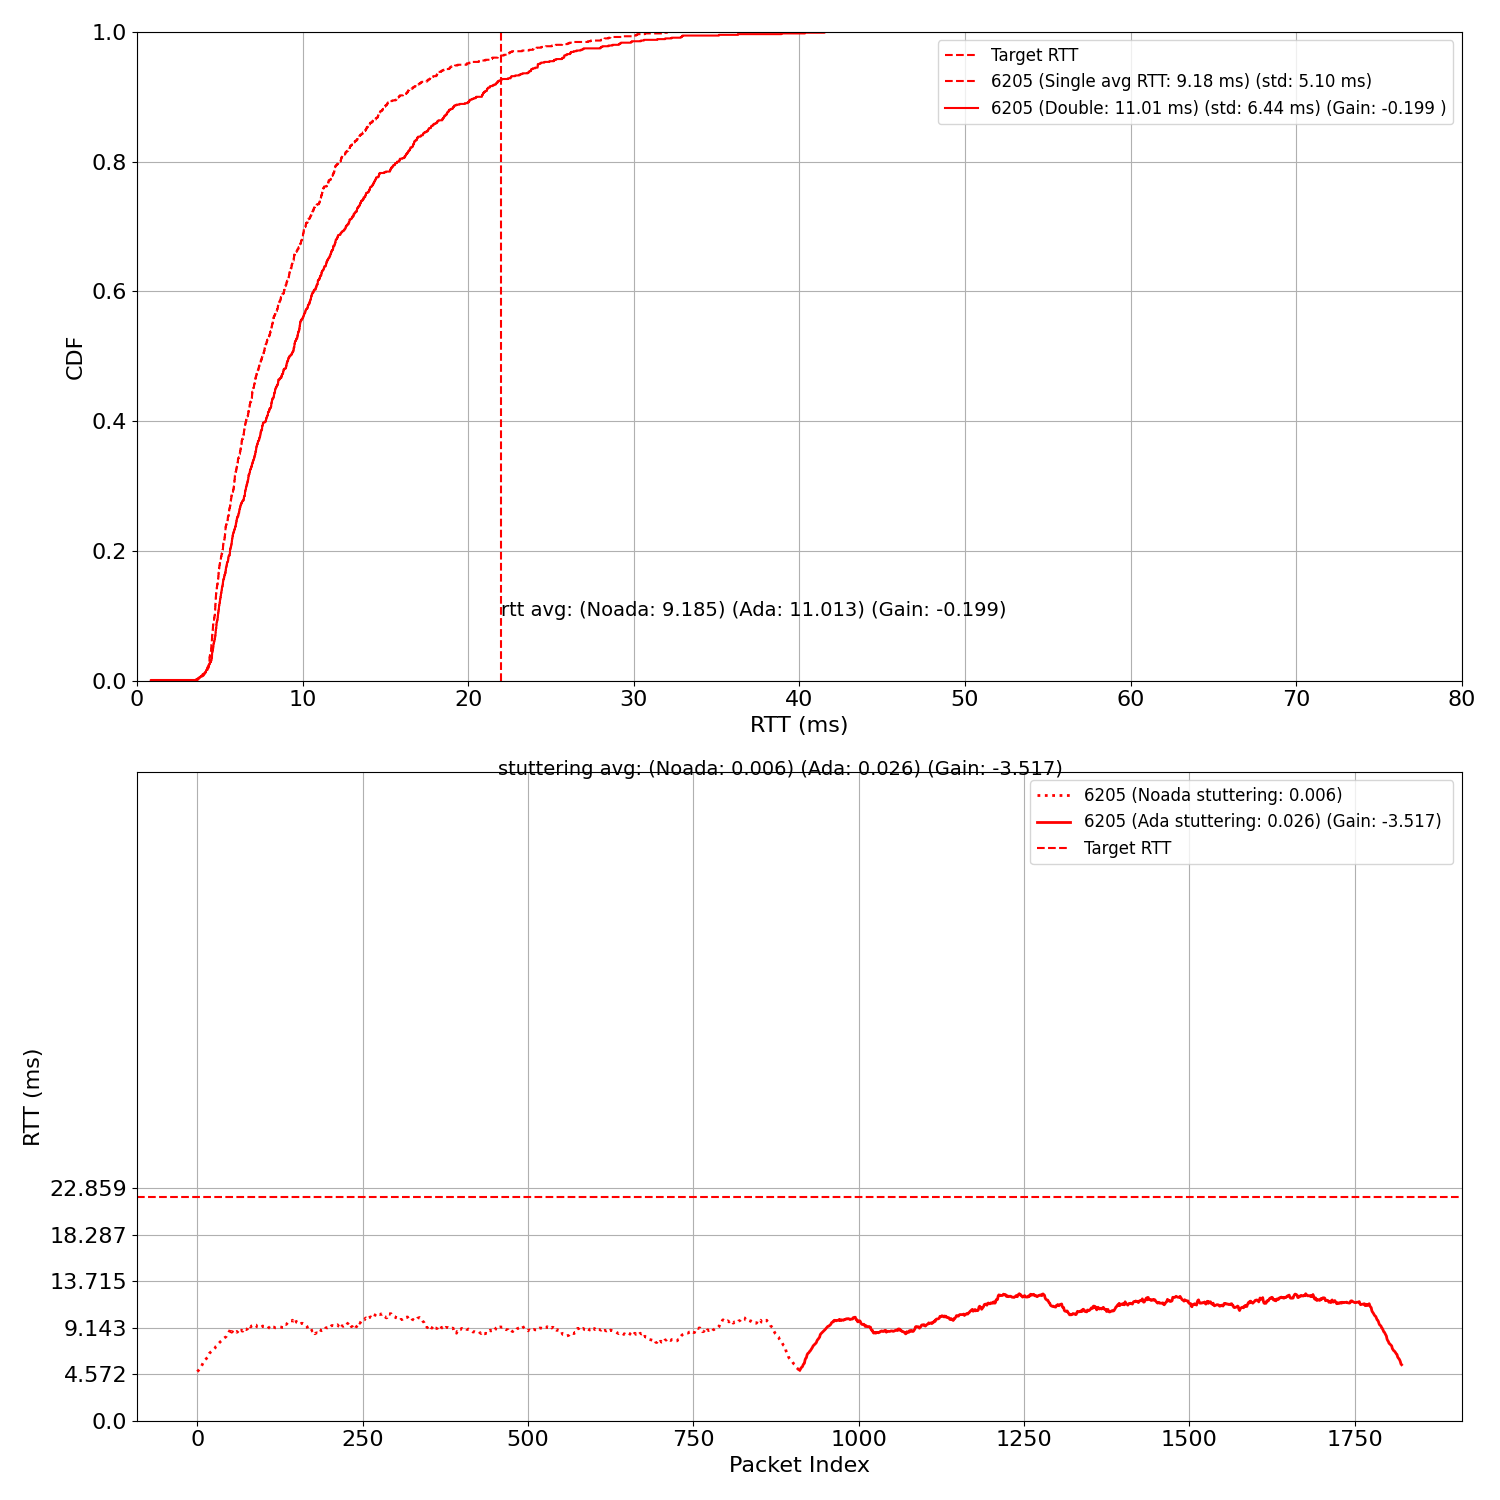 1.0
0.8
0.6
0.4
0.2
0.0
CDF
Target RTT
6205 (Single avg RTT: 9.18 ms) (std: 5.10 ms)
6205 (Double: 11.01 ms) (std: 6.44 ms) (Gain: -0.199 )
rtt avg: (Noada: 9.185) (Ada: 11.013) (Gain: -0.199)
0 10 20 30 40 50 60 70 80
RTT (ms)
stuttering avg: (Noada: 0.006) (Ada: 0.026) (Gain: -3.517)
6205 (Noada stuttering: 0.006)
6205 (Ada stuttering: 0.026) (Gain: -3.517)
Target RTT
RTT (ms)
22.859
18.287
13.715
9.143
4.572
0.0
0 250 500 750 1000 1250 1500 1750
Packet Index